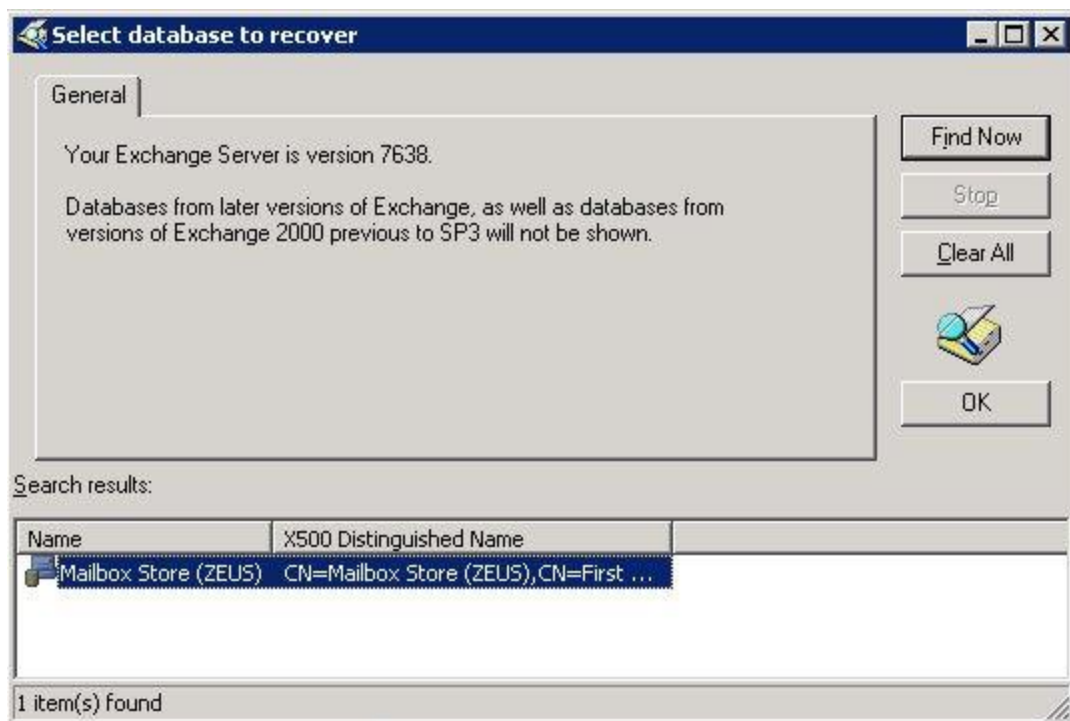 Select database to recover
General
Your Exchange Server is version 7638.
Databases from later versions of Exchange, as well as databases from
versions of Exchange 2000 previous to SP3 will not be shown.
Find Now
Stop
Clear All
OK
Search results:
Name X500 Distinguished Name
Mailbox Store (ZEUS) CN=Mailbox Store (ZEUS),CN=First ...
1 item(s) found